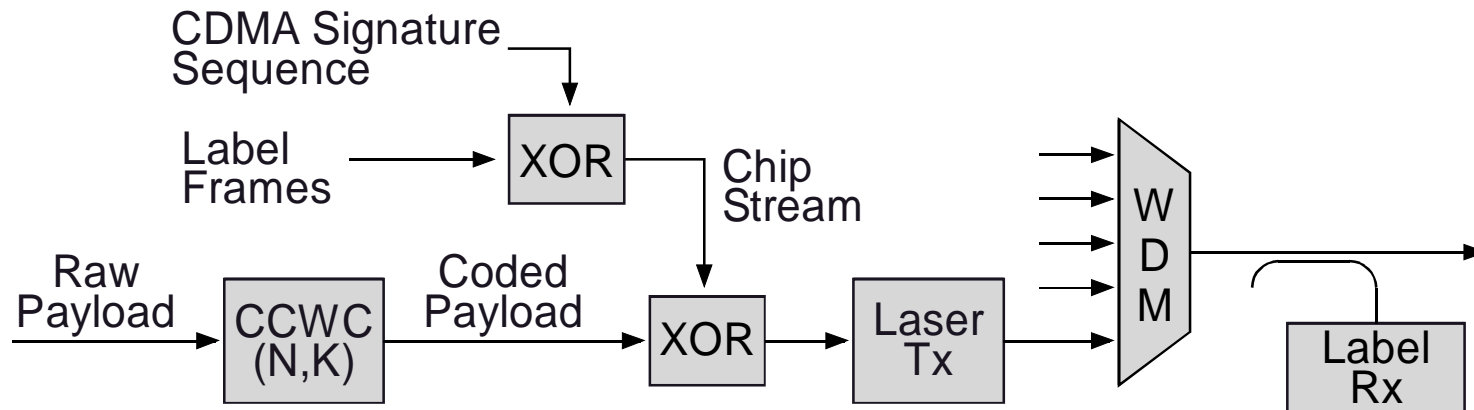 CDMA Signature
Sequence
Label
Frames
XOR
Chip
Stream
Raw
Payload
CCWC
(N,K)
Coded
Payload
XOR
Laser
Tx
W
D
M
Label
Rx